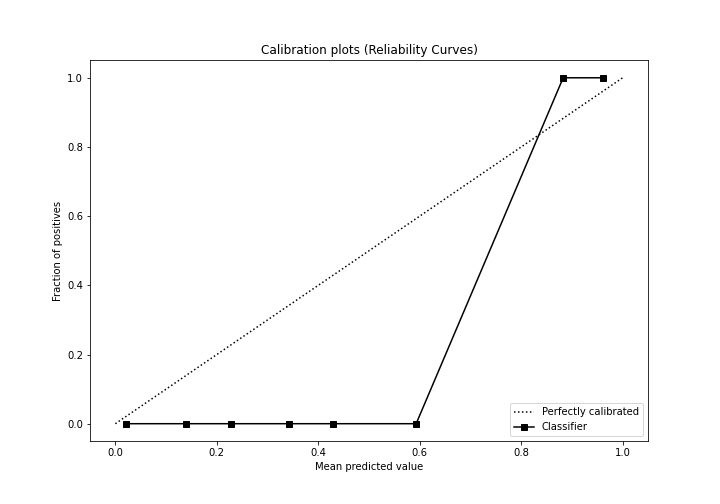 Calibration plots (Reliability Curves)
1.0
0.8
0.6
0.4
0.2
0.0
Fraction of positives
Perfectly calibrated
Classifier
0.0 0.2 0.4 0.6 0.8 1.0
Mean predicted value